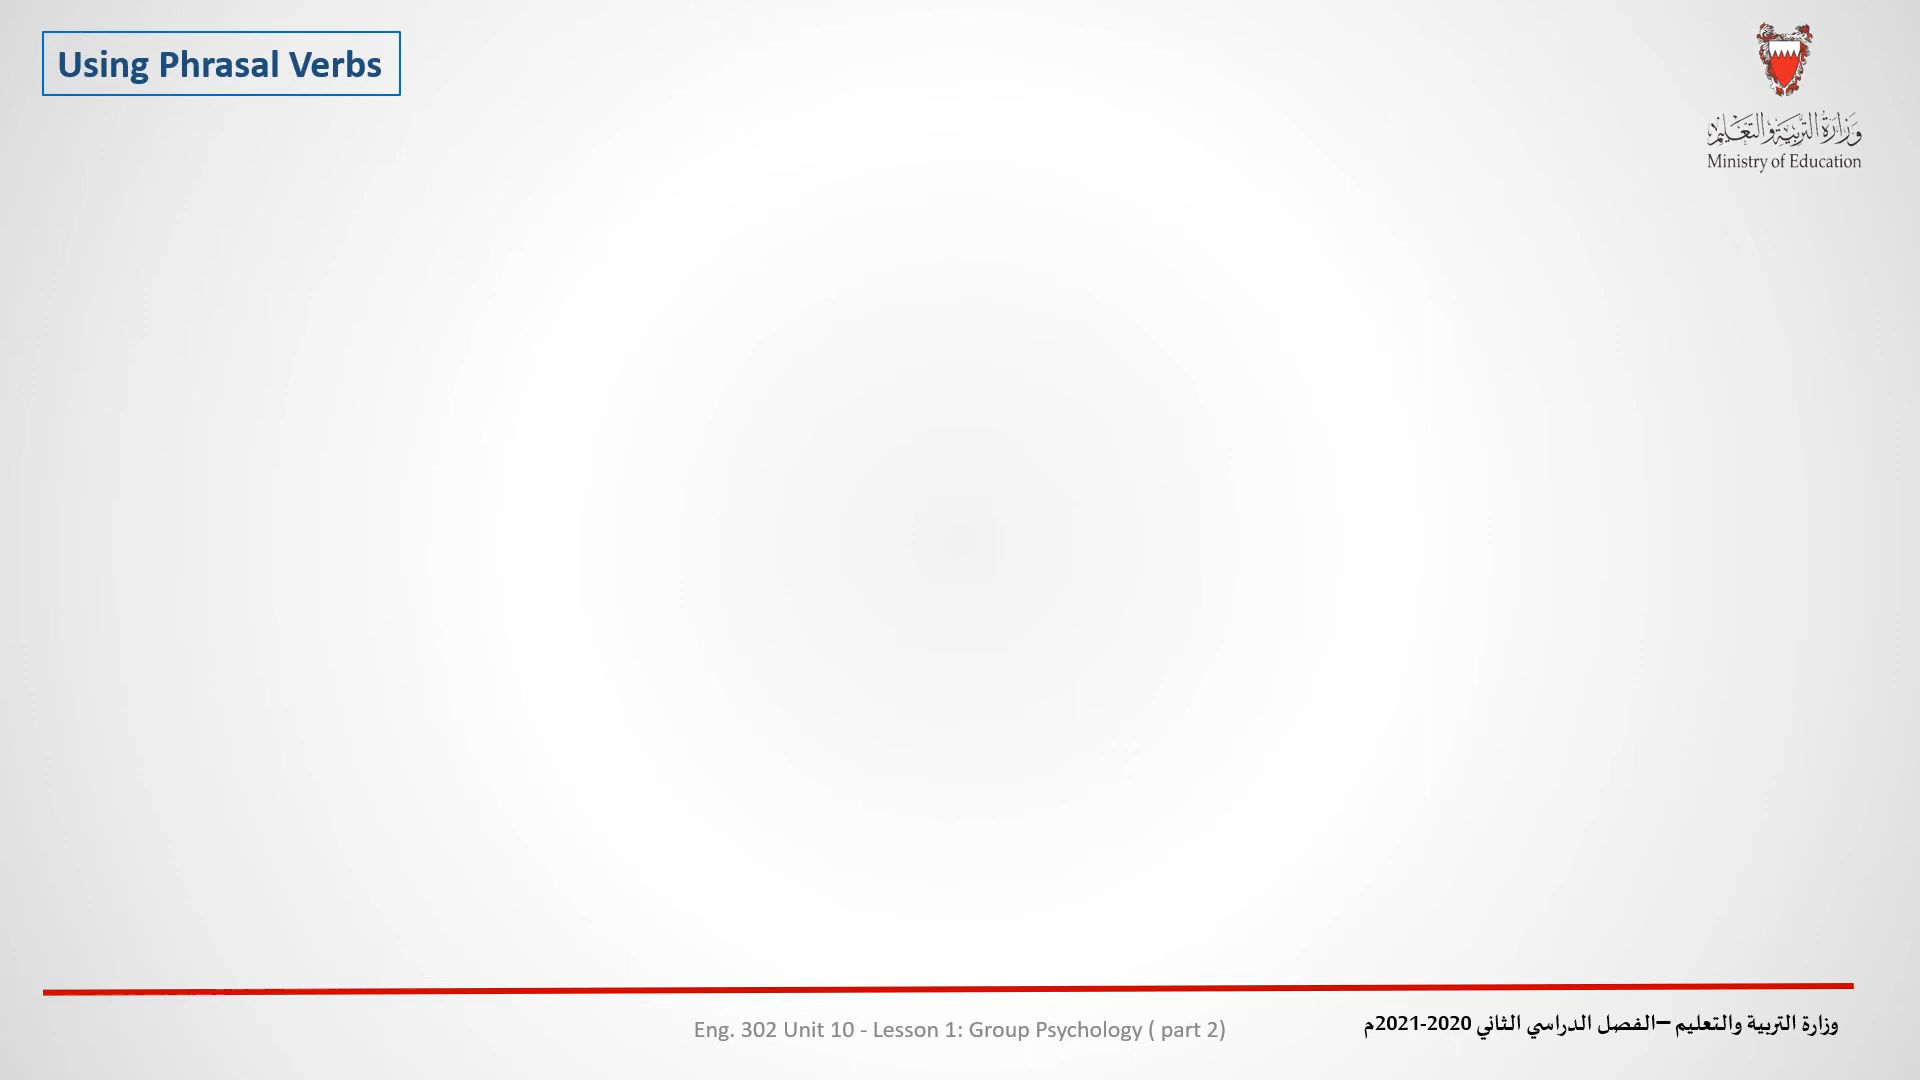 Using Phrasal Verbs
وزارة التربية والتعليم
Ministry of Education
Eng. 302 Unit 10 - Lesson 1: Group Psychology ( part 2)
وزارة التربية والتعليم –الفصل الدراسي الثاني 2020-2021م